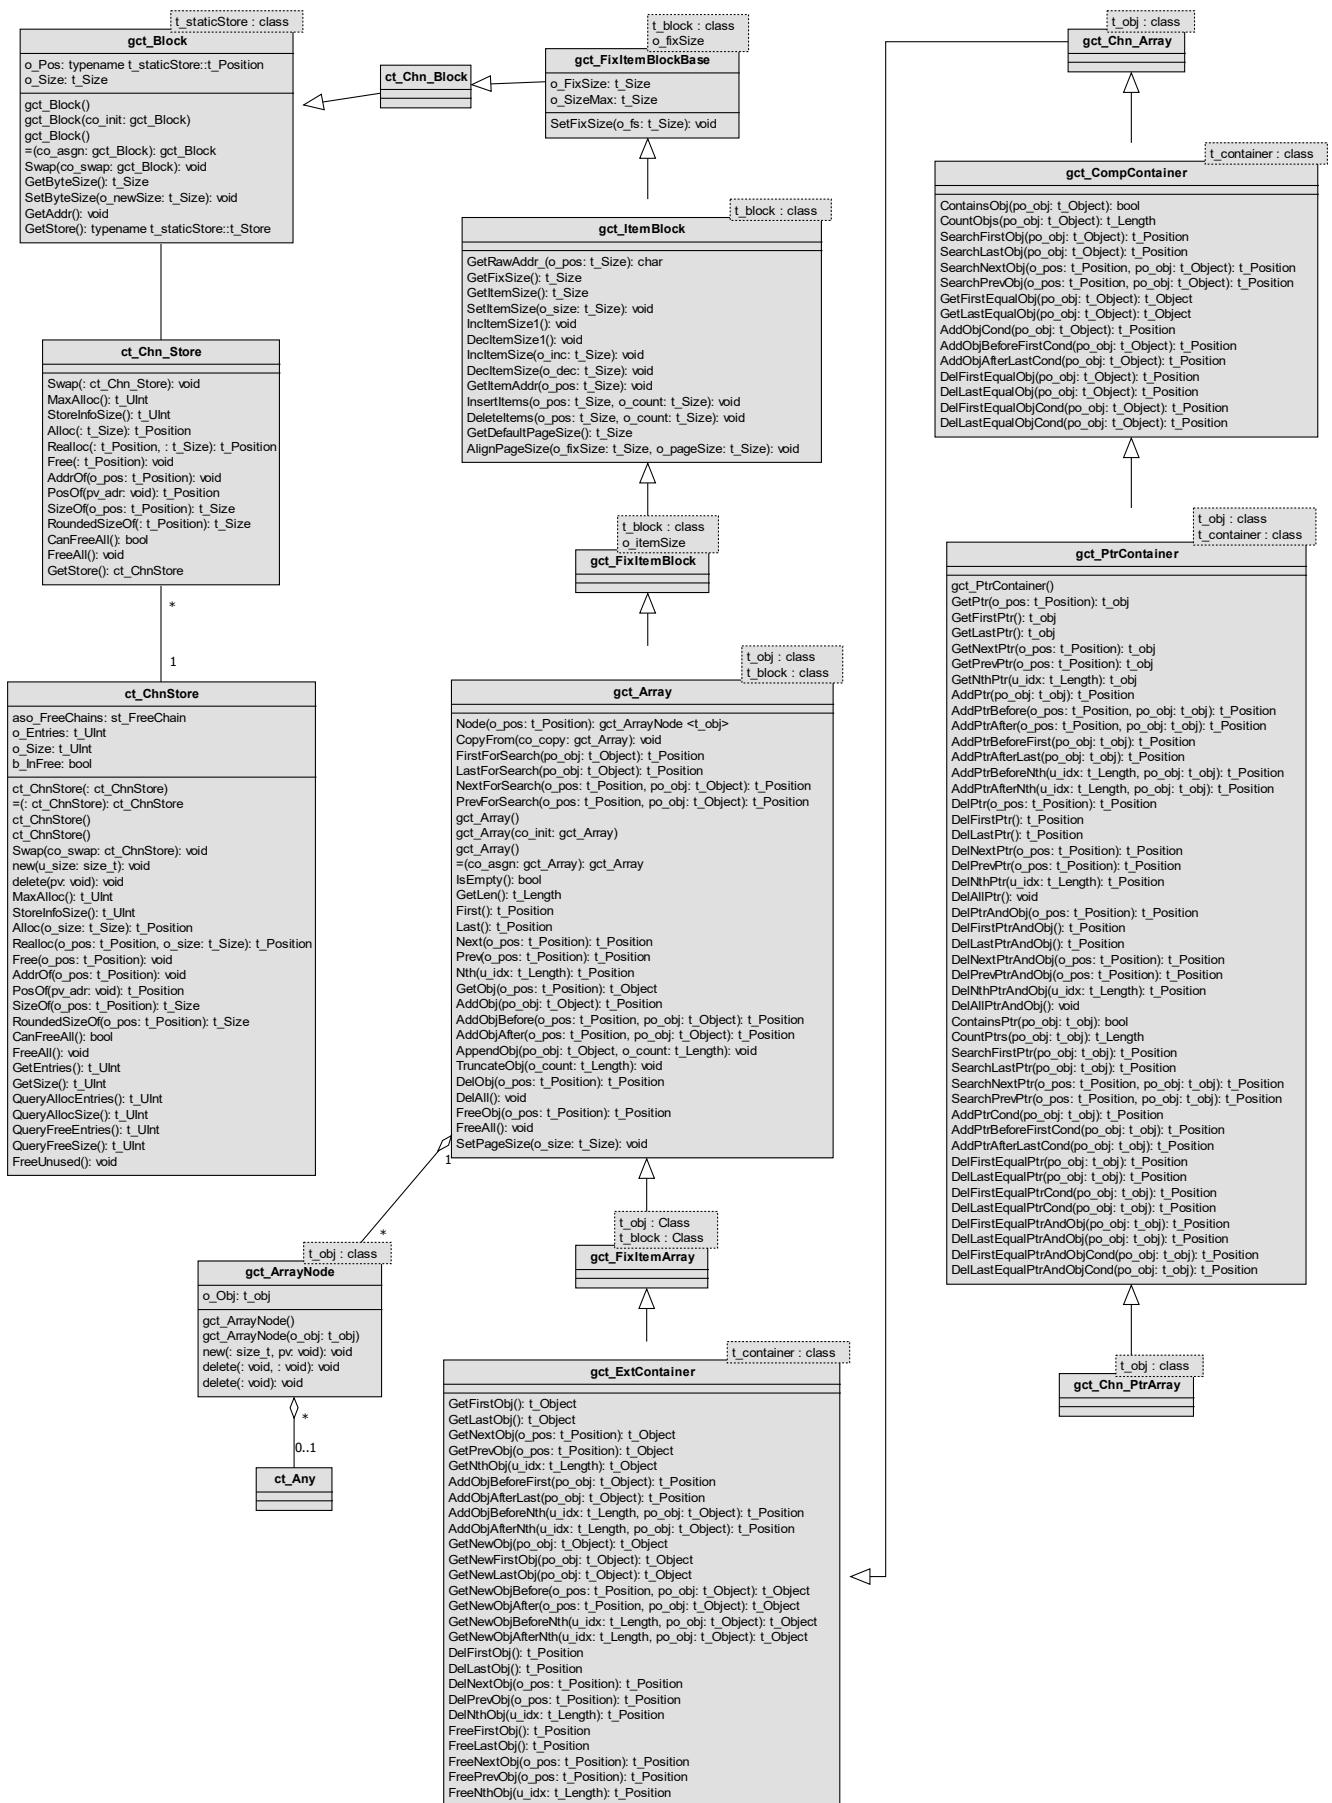 t_staticStore : class
gct_Block
o_Pos: typename t_staticStore::t_Position
o_Size: t_Size
gct_Block()
gct_Block(co_init: gct_Block)
gct_Block()
=(co_asgn: gct_Block): gct_Block
Swap(co_swap: gct_Block): void
GetByteSize(): t_Size
SetByteSize(o_newSize: t_Size): void
GetAddr(): void
GetStore(): typename t_staticStore::t_Store
ct_Chn_Store
Swap(: ct_Chn_Store): void
MaxAlloc(): t_UInt
StoreInfoSize(): t_UInt
Alloc(: t_Size): t_Position
Realloc(: t_Position, : t_Size): t_Position
Free(: t_Position): void
AddrOf(o_pos: t_Position): void
PosOf(pv_adr: void): t_Position
SizeOf(o_pos: t_Position): t_Size
RoundedSizeOf(: t_Position): t_Size
CanFreeAll(): bool
FreeAll(): void
GetStore(): ct_ChnStore
*
1
ct_ChnStore
aso_FreeChains: st_FreeChain
o_Entries: t_UInt
o_Size: t_UInt
b_InFree: bool
ct_ChnStore(: ct_ChnStore)
=(: ct_ChnStore): ct_ChnStore
ct_ChnStore()
ct_ChnStore()
Swap(co_swap: ct_ChnStore): void
new(u_size: size_t): void
delete(pv: void): void
MaxAlloc(): t_UInt
StoreInfoSize(): t_UInt
Alloc(o_size: t_Size): t_Position
Realloc(o_pos: t_Position, o_size: t_Size): t_Position
Free(o_pos: t_Position): void
AddrOf(o_pos: t_Position): void
PosOf(pv_adr: void): t_Position
SizeOf(o_pos: t_Position): t_Size
RoundedSizeOf(o_pos: t_Position): t_Size
CanFreeAll(): bool
FreeAll(): void
GetEntries(): t_UInt
GetSize(): t_UInt
QueryAllocEntries(): t_UInt
QueryAllocSize(): t_UInt
QueryFreeEntries(): t_UInt
QueryFreeSize(): t_UInt
FreeUnused(): void
ct_Chn_Block
t_block : class
o_fixSize
gct_FixItemBlockBase
o_FixSize: t_Size
o_SizeMax: t_Size
SetFixSize(o_fs: t_Size): void
t_block : class
gct_ItemBlock
GetRawAddr_(o_pos: t_Size): char
GetFixSize(): t_Size
GetItemSize(): t_Size
SetItemSize(o_size: t_Size): void
IncItemSize1(): void
DecItemSize1(): void
IncItemSize(o_inc: t_Size): void
DecItemSize(o_dec: t_Size): void
GetItemAddr(o_pos: t_Size): void
InsertItems(o_pos: t_Size, o_count: t_Size): void
DeleteItems(o_pos: t_Size, o_count: t_Size): void
GetDefaultPageSize(): t_Size
AlignPageSize(o_fixSize: t_Size, o_pageSize: t_Size): void
t_block : class
o_itemSize
gct_FixItemBlock
t_obj : class
t_block : class
gct_Array
Node(o_pos: t_Position): gct_ArrayNode <t_obj>
CopyFrom(co_copy: gct_Array): void
FirstForSearch(po_obj: t_Object): t_Position
LastForSearch(po_obj: t_Object): t_Position
NextForSearch(o_pos: t_Position, po_obj: t_Object): t_Position
PrevForSearch(o_pos: t_Position, po_obj: t_Object): t_Position
gct_Array()
gct_Array(co_init: gct_Array)
gct_Array()
=(co_asgn: gct_Array): gct_Array
IsEmpty(): bool
GetLen(): t_Length
First(): t_Position
Last(): t_Position
Next(o_pos: t_Position): t_Position
Prev(o_pos: t_Position): t_Position
Nth(u_idx: t_Length): t_Position
GetObj(o_pos: t_Position): t_Object
AddObj(po_obj: t_Object): t_Position
AddObjBefore(o_pos: t_Position, po_obj: t_Object): t_Position
AddObjAfter(o_pos: t_Position, po_obj: t_Object): t_Position
AppendObj(po_obj: t_Object, o_count: t_Length): void
TruncateObj(o_count: t_Length): void
DelObj(o_pos: t_Position): t_Position
DelAll(): void
FreeObj(o_pos: t_Position): t_Position
FreeAll(): void
SetPageSize(o_size: t_Size): void
1
*
t_obj : class
gct_ArrayNode
o_Obj: t_obj
gct_ArrayNode()
gct_ArrayNode(o_obj: t_obj)
new(: size_t, pv: void): void
delete(: void, : void): void
delete(: void): void
*
0..1
ct_Any
t_obj : Class
t_block : Class
gct_FixItemArray
t_container : class
gct_ExtContainer
GetFirstObj(): t_Object
GetLastObj(): t_Object
GetNextObj(o_pos: t_Position): t_Object
GetPrevObj(o_pos: t_Position): t_Object
GetNthObj(u_idx: t_Length): t_Object
AddObjBeforeFirst(po_obj: t_Object): t_Position
AddObjAfterLast(po_obj: t_Object): t_Position
AddObjBeforeNth(u_idx: t_Length, po_obj: t_Object): t_Position
AddObjAfterNth(u_idx: t_Length, po_obj: t_Object): t_Position
GetNewObj(po_obj: t_Object): t_Object
GetNewFirstObj(po_obj: t_Object): t_Object
GetNewLastObj(po_obj: t_Object): t_Object
GetNewObjBefore(o_pos: t_Position, po_obj: t_Object): t_Object
GetNewObjAfter(o_pos: t_Position, po_obj: t_Object): t_Object
GetNewObjBeforeNth(u_idx: t_Length, po_obj: t_Object): t_Object
GetNewObjAfterNth(u_idx: t_Length, po_obj: t_Object): t_Object
DelFirstObj(): t_Position
DelLastObj(): t_Position
DelNextObj(o_pos: t_Position): t_Position
DelPrevObj(o_pos: t_Position): t_Position
DelNthObj(u_idx: t_Length): t_Position
FreeFirstObj(): t_Position
FreeLastObj(): t_Position
FreeNextObj(o_pos: t_Position): t_Position
FreePrevObj(o_pos: t_Position): t_Position
FreeNthObj(u_idx: t_Length): t_Position
t_obj : class
gct_Chn_Array
t_container : class
gct_CompContainer
ContainsObj(po_obj: t_Object): bool
CountObjs(po_obj: t_Object): t_Length
SearchFirstObj(po_obj: t_Object): t_Position
SearchLastObj(po_obj: t_Object): t_Position
SearchNextObj(o_pos: t_Position, po_obj: t_Object): t_Position
SearchPrevObj(o_pos: t_Position, po_obj: t_Object): t_Position
GetFirstEqualObj(po_obj: t_Object): t_Object
GetLastEqualObj(po_obj: t_Object): t_Object
AddObjCond(po_obj: t_Object): t_Position
AddObjBeforeFirstCond(po_obj: t_Object): t_Position
AddObjAfterLastCond(po_obj: t_Object): t_Position
DelFirstEqualObj(po_obj: t_Object): t_Position
DelLastEqualObj(po_obj: t_Object): t_Position
DelFirstEqualObjCond(po_obj: t_Object): t_Position
DelLastEqualObjCond(po_obj: t_Object): t_Position
t_obj : class
t_container : class
gct_PtrContainer
gct_PtrContainer()
GetPtr(o_pos: t_Position): t_obj
GetFirstPtr(): t_obj
GetLastPtr(): t_obj
GetNextPtr(o_pos: t_Position): t_obj
GetPrevPtr(o_pos: t_Position): t_obj
GetNthPtr(u_idx: t_Length): t_obj
AddPtr(po_obj: t_obj): t_Position
AddPtrBefore(o_pos: t_Position, po_obj: t_obj): t_Position
AddPtrAfter(o_pos: t_Position, po_obj: t_obj): t_Position
AddPtrBeforeFirst(po_obj: t_obj): t_Position
AddPtrAfterLast(po_obj: t_obj): t_Position
AddPtrBeforeNth(u_idx: t_Length, po_obj: t_obj): t_Position
AddPtrAfterNth(u_idx: t_Length, po_obj: t_obj): t_Position
DelPtr(o_pos: t_Position): t_Position
DelFirstPtr(): t_Position
DelLastPtr(): t_Position
DelNextPtr(o_pos: t_Position): t_Position
DelPrevPtr(o_pos: t_Position): t_Position
DelNthPtr(u_idx: t_Length): t_Position
DelAllPtr(): void
DelPtrAndObj(o_pos: t_Position): t_Position
DelFirstPtrAndObj(): t_Position
DelLastPtrAndObj(): t_Position
DelNextPtrAndObj(o_pos: t_Position): t_Position
DelPrevPtrAndObj(o_pos: t_Position): t_Position
DelNthPtrAndObj(u_idx: t_Length): t_Position
DelAllPtrAndObj(): void
ContainsPtr(po_obj: t_obj): bool
CountPtrs(po_obj: t_obj): t_Length
SearchFirstPtr(po_obj: t_obj): t_Position
SearchLastPtr(po_obj: t_obj): t_Position
SearchNextPtr(o_pos: t_Position, po_obj: t_obj): t_Position
SearchPrevPtr(o_pos: t_Position, po_obj: t_obj): t_Position
AddPtrCond(po_obj: t_obj): t_Position
AddPtrBeforeFirstCond(po_obj: t_obj): t_Position
AddPtrAfterLastCond(po_obj: t_obj): t_Position
DelFirstEqualPtr(po_obj: t_obj): t_Position
DelLastEqualPtr(po_obj: t_obj): t_Position
DelFirstEqualPtrCond(po_obj: t_obj): t_Position
DelLastEqualPtrCond(po_obj: t_obj): t_Position
DelFirstEqualPtrAndObj(po_obj: t_obj): t_Position
DelLastEqualPtrAndObj(po_obj: t_obj): t_Position
DelFirstEqualPtrAndObjCond(po_obj: t_obj): t_Position
DelLastEqualPtrAndObjCond(po_obj: t_obj): t_Position
t_obj : class
gct_Chn_PtrArray